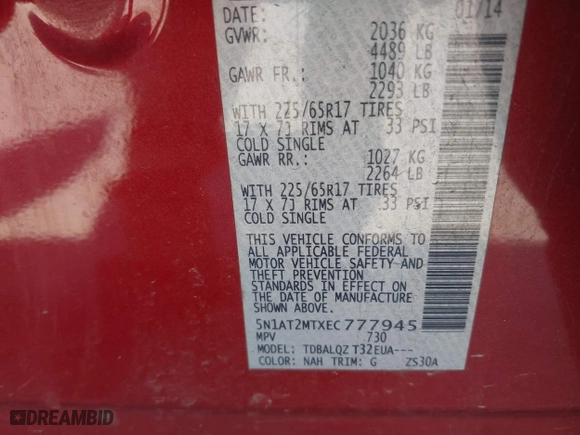 DATE: 01/14
GVWR: 2036 KG
4489 LB
GAWR FR.: 1040 KG
2293 LB
WITH 225/65R17 TIRES
17 X 7J RIMS AT 33 PSI
COLD SINGLE
GAWR RR.: 1027 KG
2264 LB
WITH 225/65R17 TIRES
17 X 7J RIMS AT 33 PSI
COLD SINGLE
THIS VEHICLE CONFORMS TO
ALL APPLICABLE FEDERAL
MOTOR VEHICLE SAFETY AND
THEFT PREVENTION
STANDARDS IN EFFECT ON
THE DATE OF MANUFACTURE
SHOWN ABOVE.
5N1AT2MTXEC777945
MPV 730
MODEL: TDBALQZ T32EUA---
COLOR: NAH TRIM: G ZS30A
DREAMBID